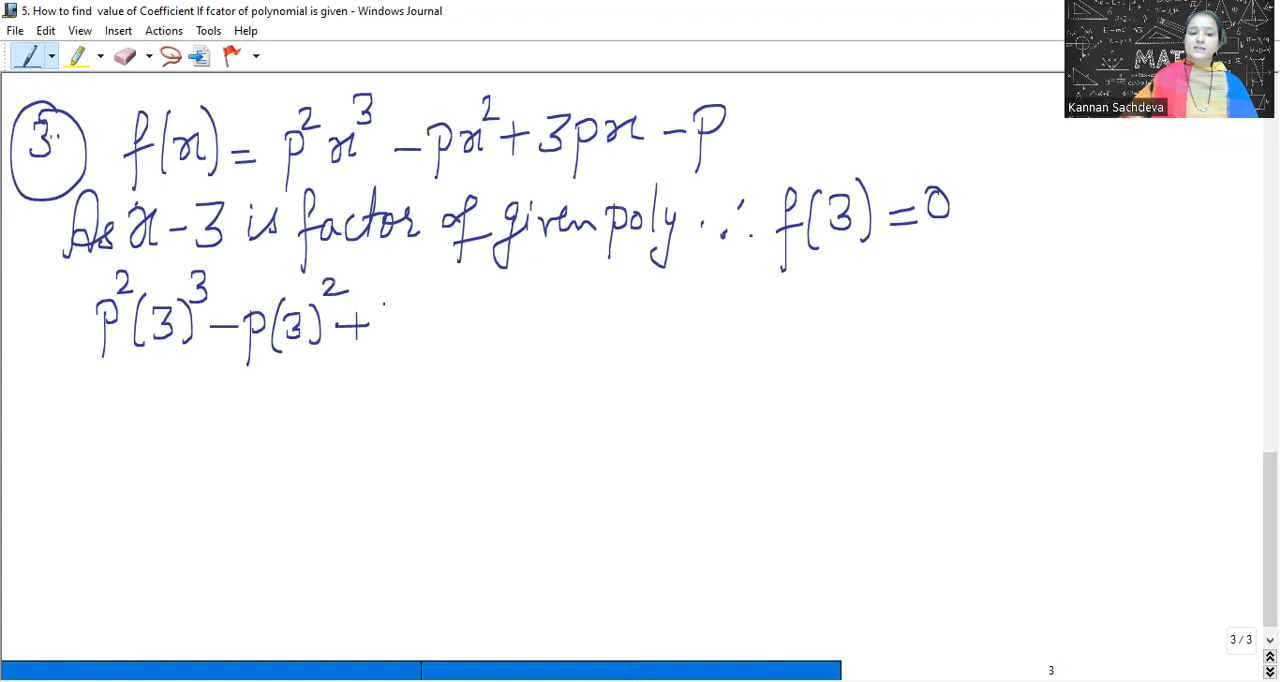 5. How to find value of Coefficient If fcator of polynomial is given - Windows Journal
File Edit View Insert Actions Tools Help
MAT
Kannan Sachdeva
3. f(x) = p²x³ - px² + 3px - p
As x - 3 is factor of given poly. ∴ f(3) = 0
p²(3)³ - p(3)² +
3 / 3
3